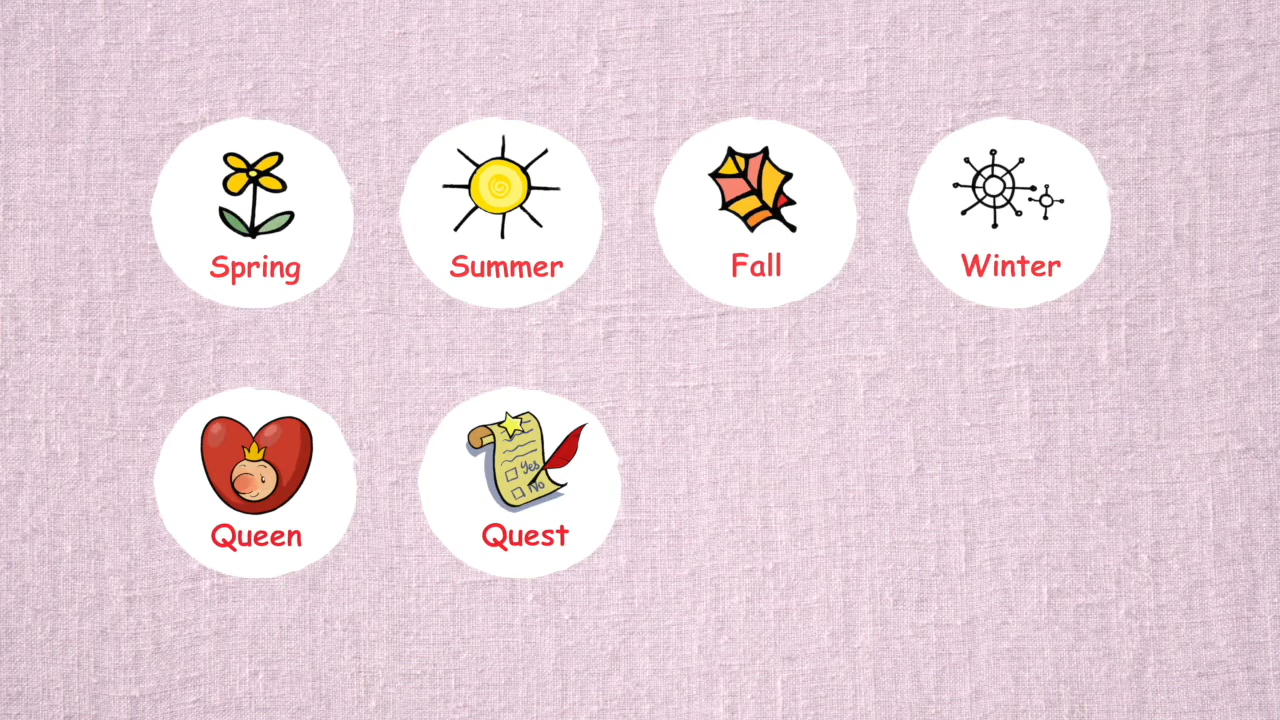 Spring
Summer
Fall
Winter
Yes
No
Queen
Quest